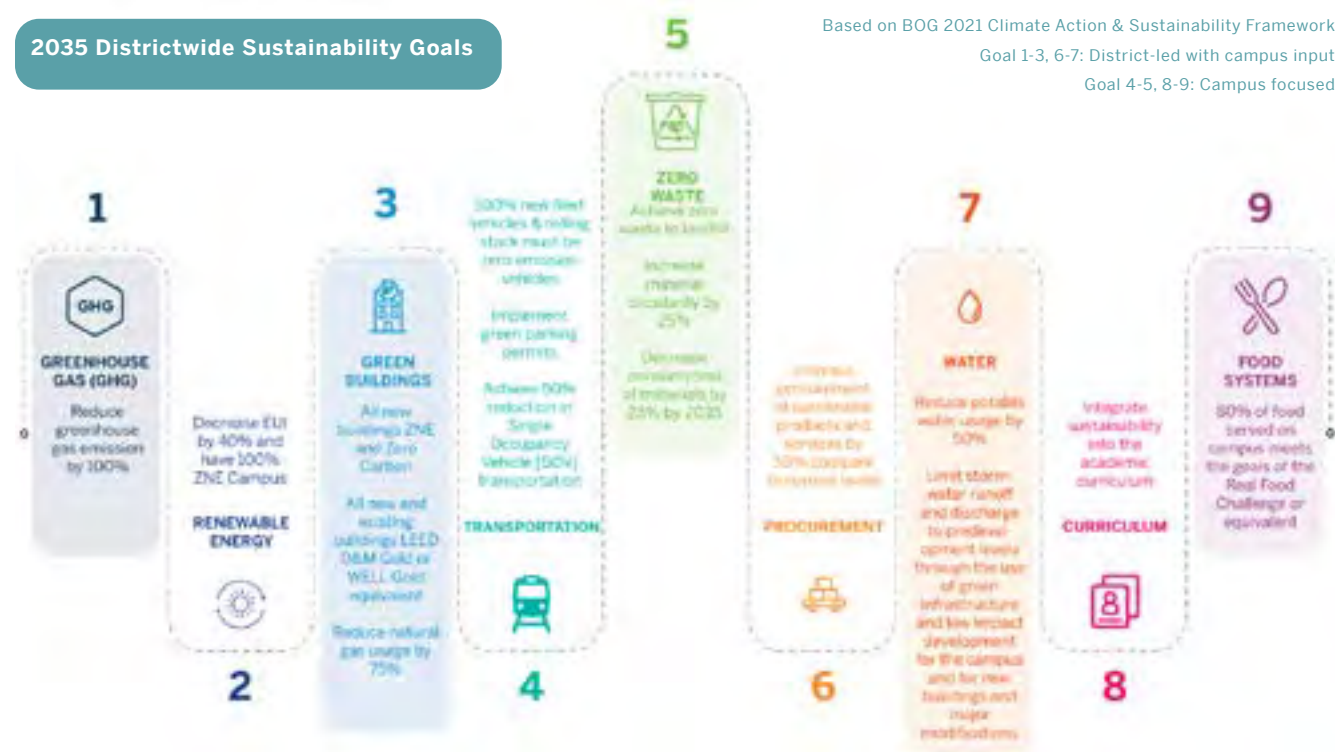 2035 Districtwide Sustainability Goals
Based on BOG 2021 Climate Action & Sustainability Framework
Goal 1-3, 6-7: District-led with campus input
Goal 4-5, 8-9: Campus focused
1
GHG
GREENHOUSE
GAS (GHG)
Reduce
greenhouse
gas emission
by 100%
Decrease EUI
by 40% and
have 100%
ZNE Campus
RENEWABLE
ENERGY
2
3
GREEN
BUILDINGS
All new
buildings ZNE
and Zero
Carbon
All new and
existing
buildings LEED
O&M Gold or
WELL Gold
equivalent
Reduce natural
gas usage by
75%
100% new fleet
vehicles & rolling
stock must be
zero emission
vehicles
Implement
green parking
permits
Achieve 50%
reduction in
Single
Occupancy
Vehicle (SOV)
transportation
TRANSPORTATION
4
5
ZERO
WASTE
Achieve zero
waste to landfill
Increase
material
circularity by
25%
Decrease
consumption
of materials by
25% by 2035
procurement
of sustainable
products and
services by
PROCUREMENT
6
7
WATER
Reduce potable
water usage by
50%
Limit storm
water runoff
and discharge
to predevel
opment levels
through the use
of green
infrastructure
and low impact
development
for the campus
and for new
buildings and
major
modifications
Integrate
sustainability
into the
academic
curriculum
CURRICULUM
8
8
9
FOOD
SYSTEMS
80% of food
served on
campus meets
the goals of the
Real Food
Challenge or
equivalent